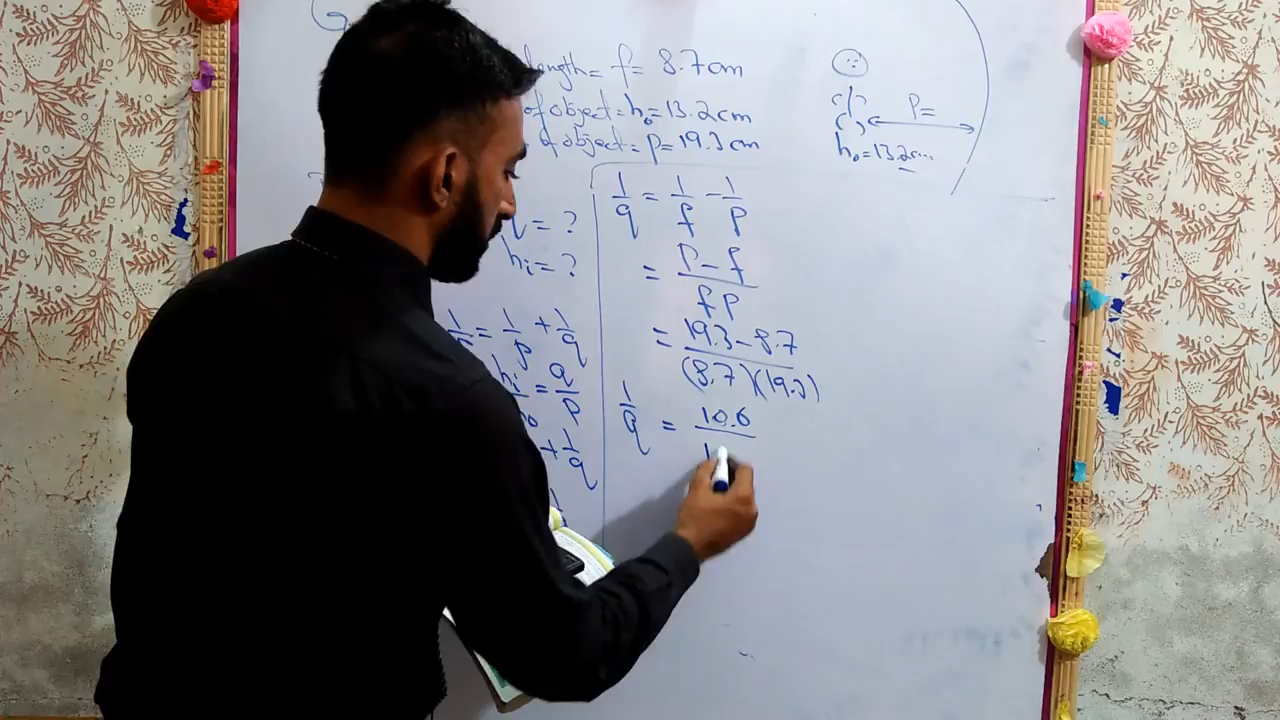 length = f = 8.7 cm
of object = h₀ = 13.2 cm
of object = p = 19.3 cm
p =
h₀ = 13.2 cm
q = ?
hᵢ = ?
1/q = 1/f - 1/p
= p - f / f p
= 19.3 - 8.7 / (8.7)(19.3)
1/q = 10.6 / 1
= 1/p + 1/q
hᵢ = q/p
+ 1/q